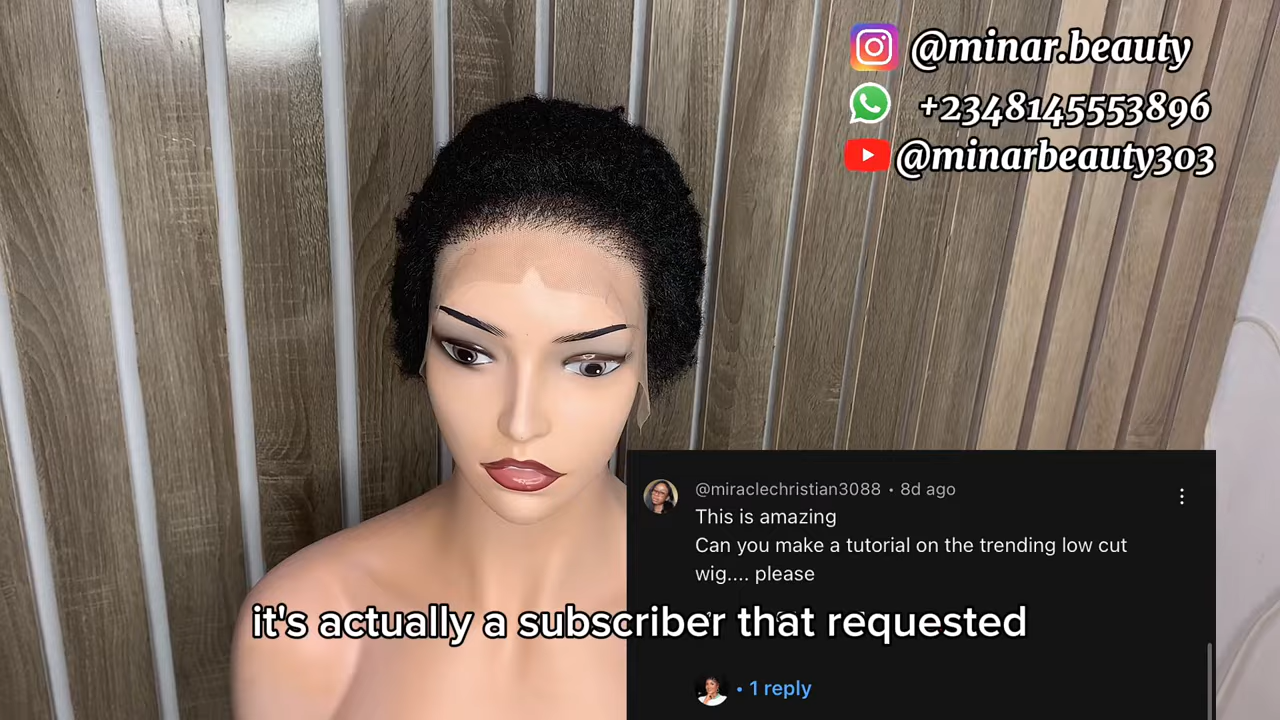 @minar.beauty
+2348145553896
@minarbeauty303
@miraclechristian3088 • 8d ago
This is amazing
Can you make a tutorial on the trending low cut
wig.... please
it's actually a subscriber that requested
• 1 reply